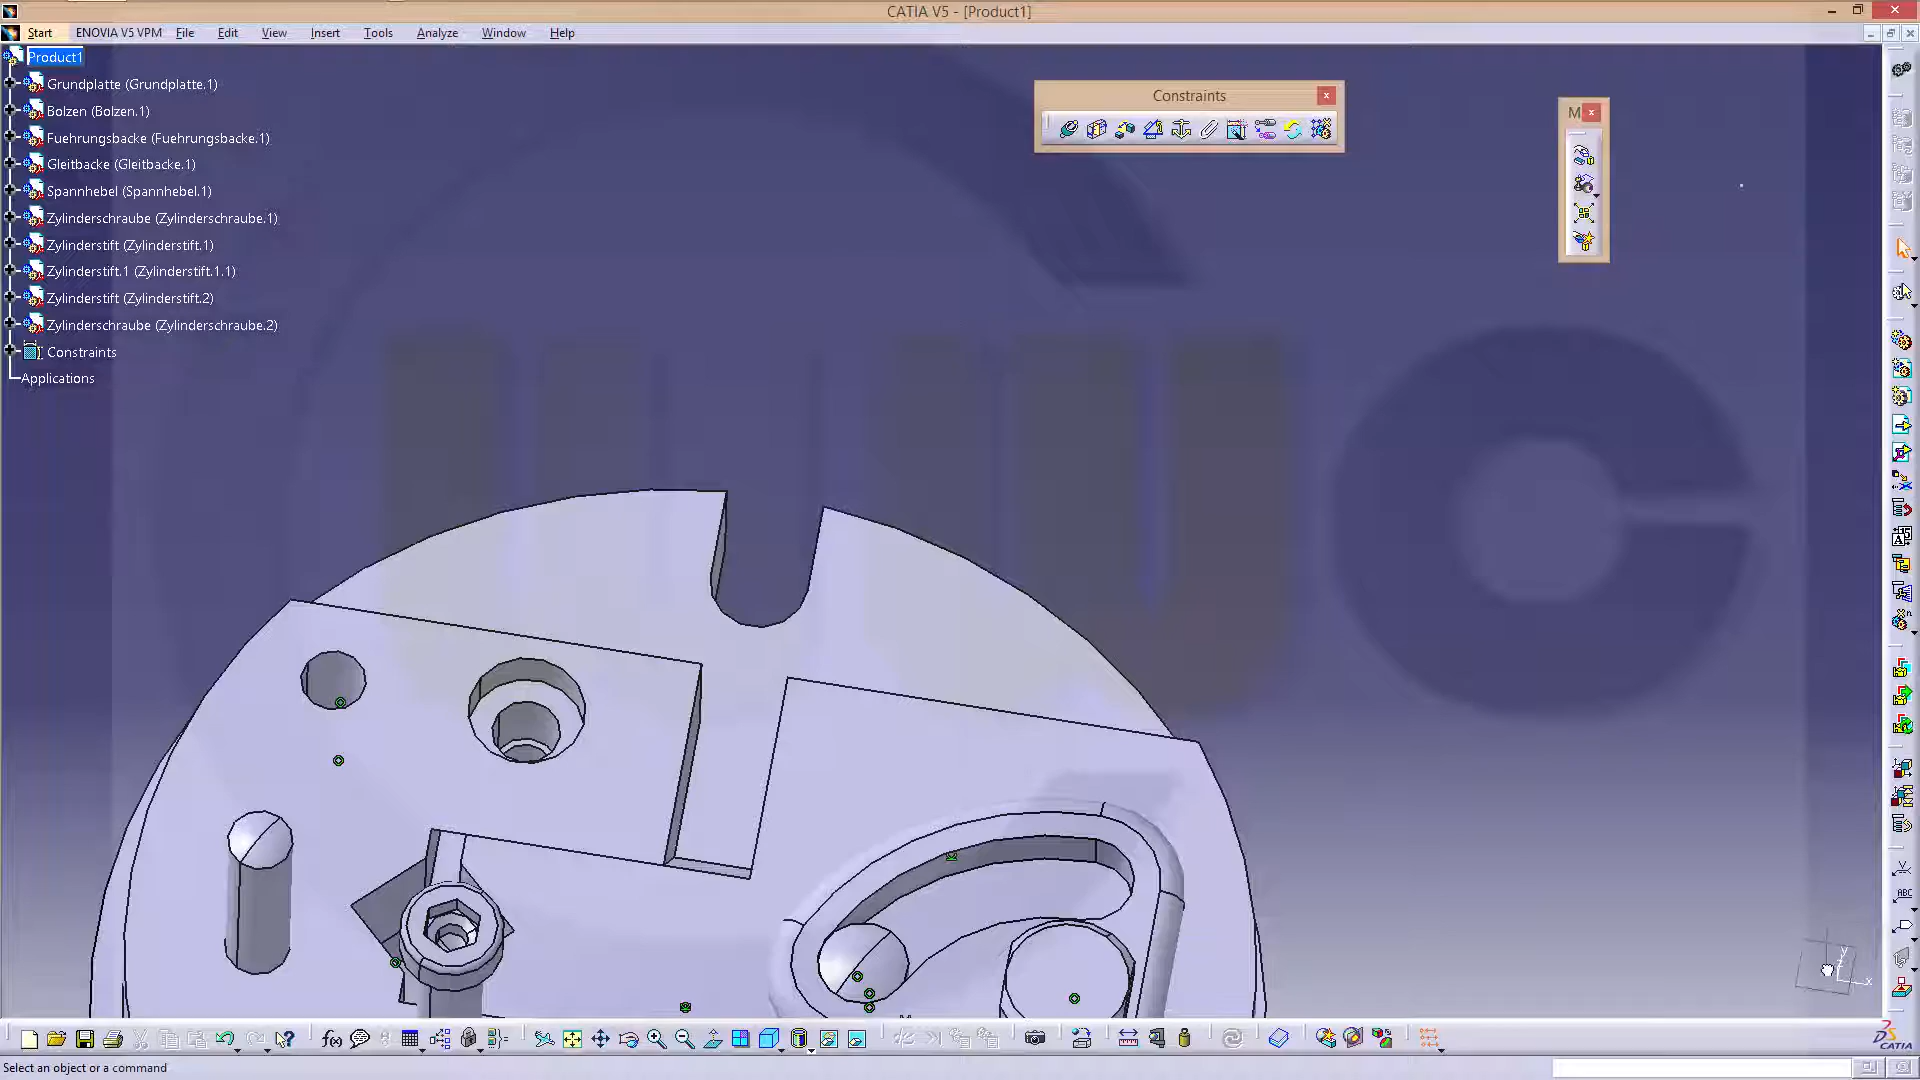 CATIA V5 - [Product1]
Start
ENOVIA V5 VPM
File
Edit
View
Insert
Tools
Analyze
Window
Help
Product1
Grundplatte (Grundplatte.1)
Bolzen (Bolzen.1)
Fuehrungsbacke (Fuehrungsbacke.1)
Gleitbacke (Gleitbacke.1)
Spannhebel (Spannhebel.1)
Zylinderschraube (Zylinderschraube.1)
Zylinderstift (Zylinderstift.1)
Zylinderstift.1 (Zylinderstift.1.1)
Zylinderstift (Zylinderstift.2)
Zylinderschraube (Zylinderschraube.2)
Constraints
Applications
Constraints
M
ABC
y
z
x
f(x)
CATIA
Select an object or a command